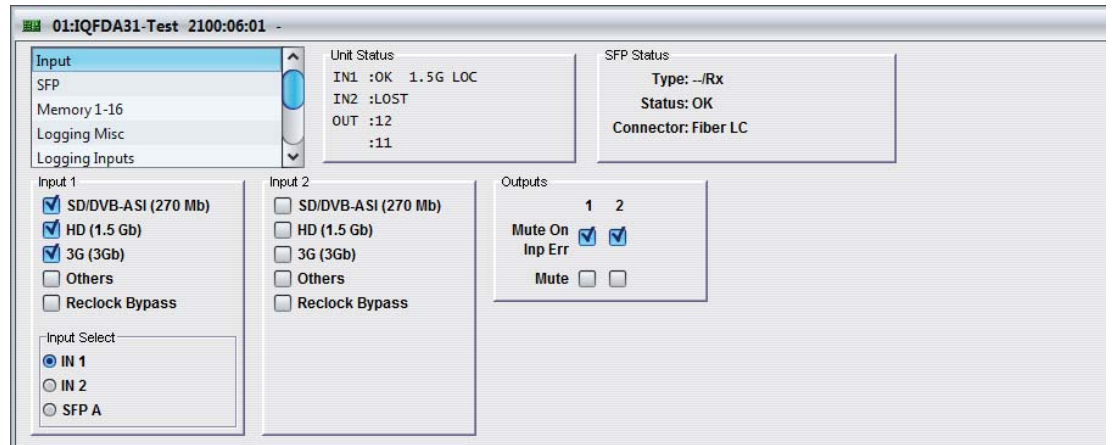 01:IQFDA31-Test 2100:06:01 -
Input
SFP
Memory 1-16
Logging Misc
Logging Inputs
Unit Status
IN1 :OK 1.5G LOC
IN2 :LOST
OUT :12
:11
SFP Status
Type: --/Rx
Status: OK
Connector: Fiber LC
Input 1
SD/DVB-ASI (270 Mb)
HD (1.5 Gb)
3G (3Gb)
Others
Reclock Bypass
Input Select
IN 1
IN 2
SFP A
Input 2
SD/DVB-ASI (270 Mb)
HD (1.5 Gb)
3G (3Gb)
Others
Reclock Bypass
Outputs
1 2
Mute On
Inp Err
Mute